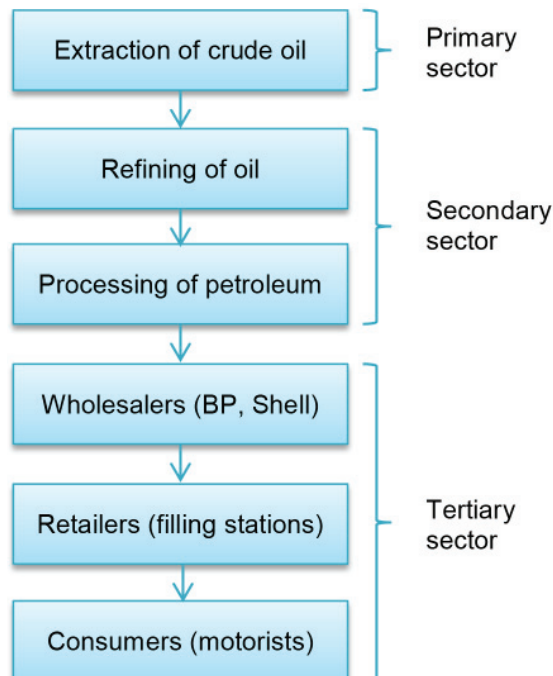 Extraction of crude oil
Primary
sector
Refining of oil
Secondary
sector
Processing of petroleum
Wholesalers (BP, Shell)
Retailers (filling stations)
Tertiary
sector
Consumers (motorists)